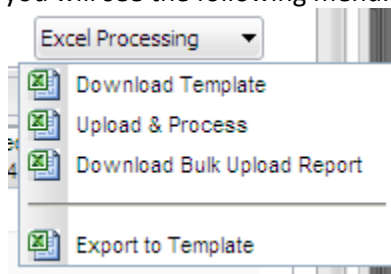 you will see the following menu.
Excel Processing
Download Template
Upload & Process
Download Bulk Upload Report
Export to Template